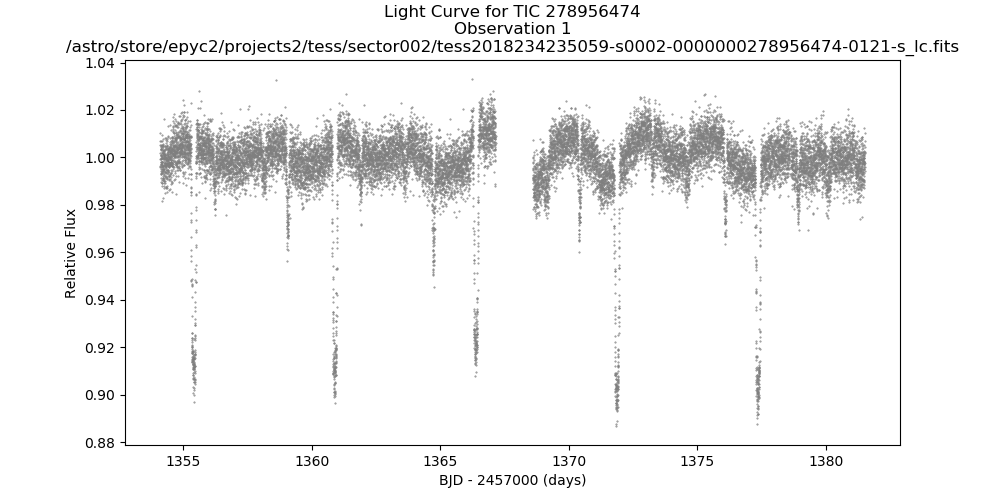 Light Curve for TIC 278956474
Observation 1
/astro/store/epyc2/projects2/tess/sector002/tess2018234235059-s0002-0000000278956474-0121-s_lc.fits
1.04
1.02
1.00
0.98
0.96
0.94
0.92
0.90
0.88
Relative Flux
1355 1360 1365 1370 1375 1380
BJD - 2457000 (days)